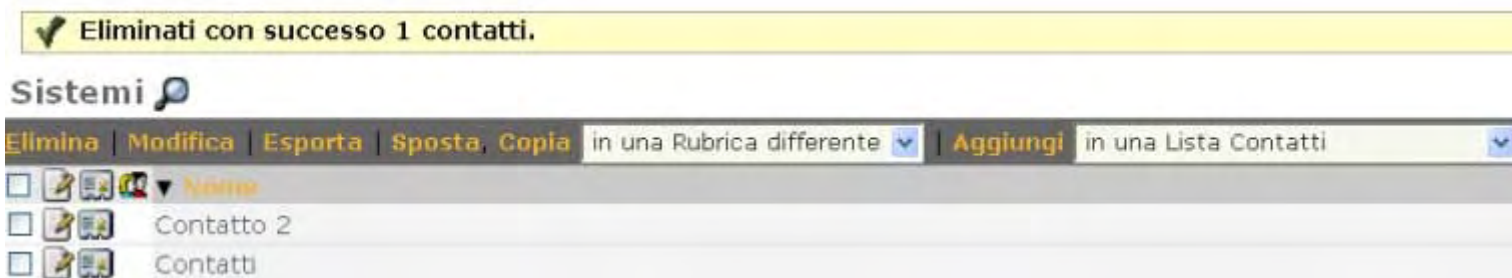 Eliminati con successo 1 contatti.
Sistemi
Elimina | Modifica | Esporta | Sposta, Copia in una Rubrica differente | Aggiungi in una Lista Contatti
Nome
Contatto 2
Contatti